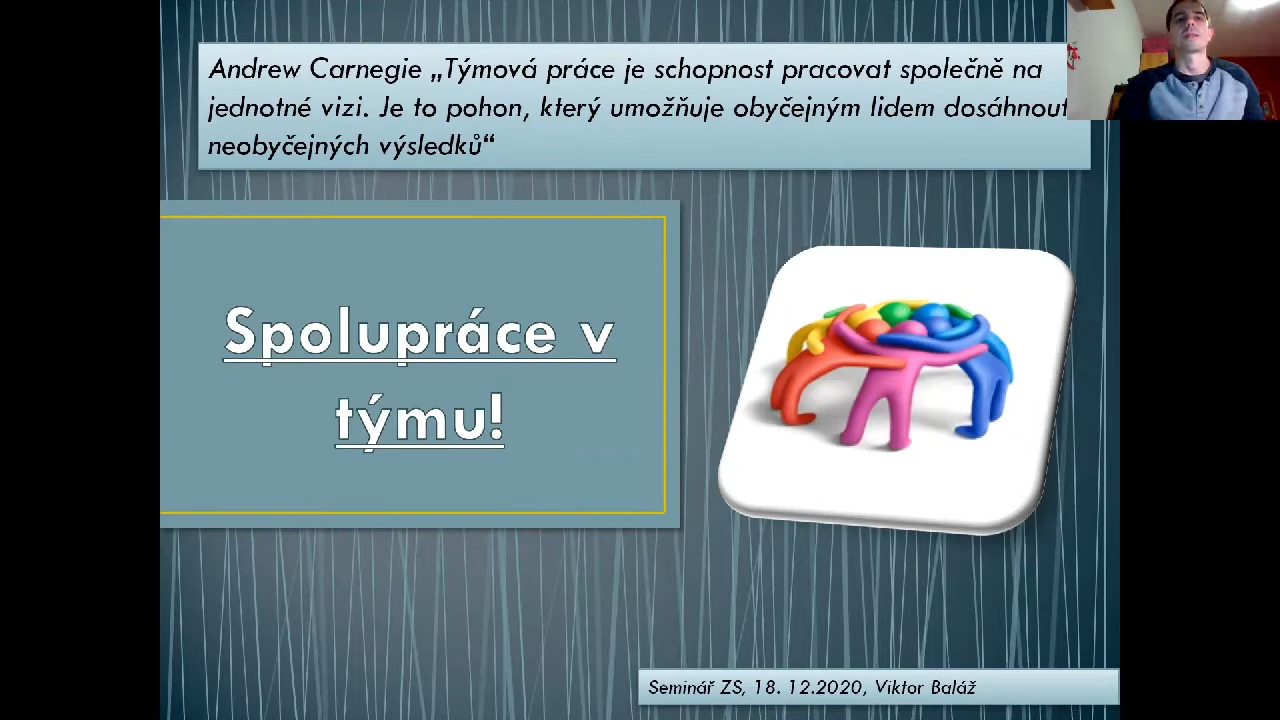 Andrew Carnegie „Týmová práce je schopnost pracovat společně na
jednotné vizi. Je to pohon, který umožňuje obyčejným lidem dosáhnout
neobyčejných výsledků“
Spolupráce v
týmu!
Seminář ZS, 18. 12.2020, Viktor Baláž